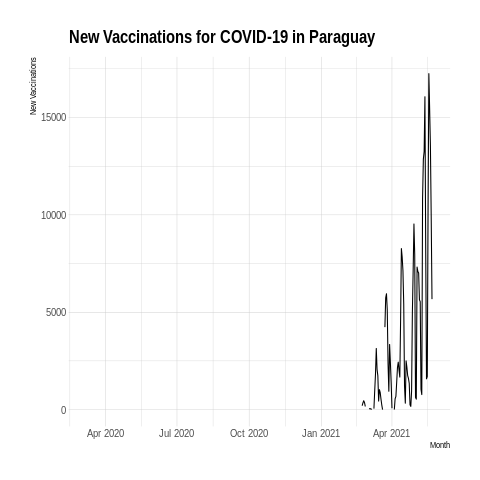 New Vaccinations for COVID-19 in Paraguay
New Vaccinations
15000
10000
5000
0
Apr 2020 Jul 2020 Oct 2020 Jan 2021 Apr 2021
Month